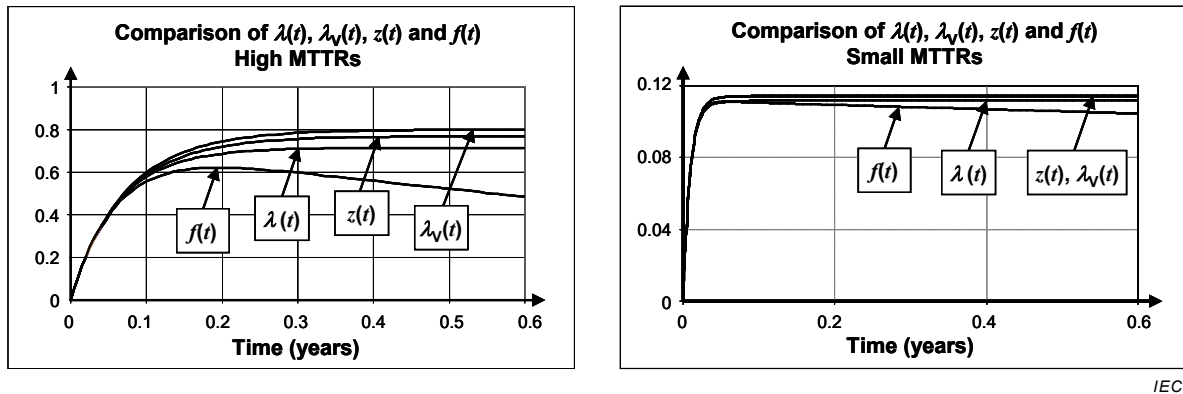 Comparison of λ(t), λV(t), z(t) and f(t)
High MTTRs
1
0.8
0.6
0.4
0.2
0
f(t)
λ(t)
z(t)
λV(t)
0 0.1 0.2 0.3 0.4 0.5 0.6
Time (years)
Comparison of λ(t), λV(t), z(t) and f(t)
Small MTTRs
0.12
0.08
0.04
0
f(t)
λ(t)
z(t), λV(t)
0 0.2 0.4 0.6
Time (years)
IEC